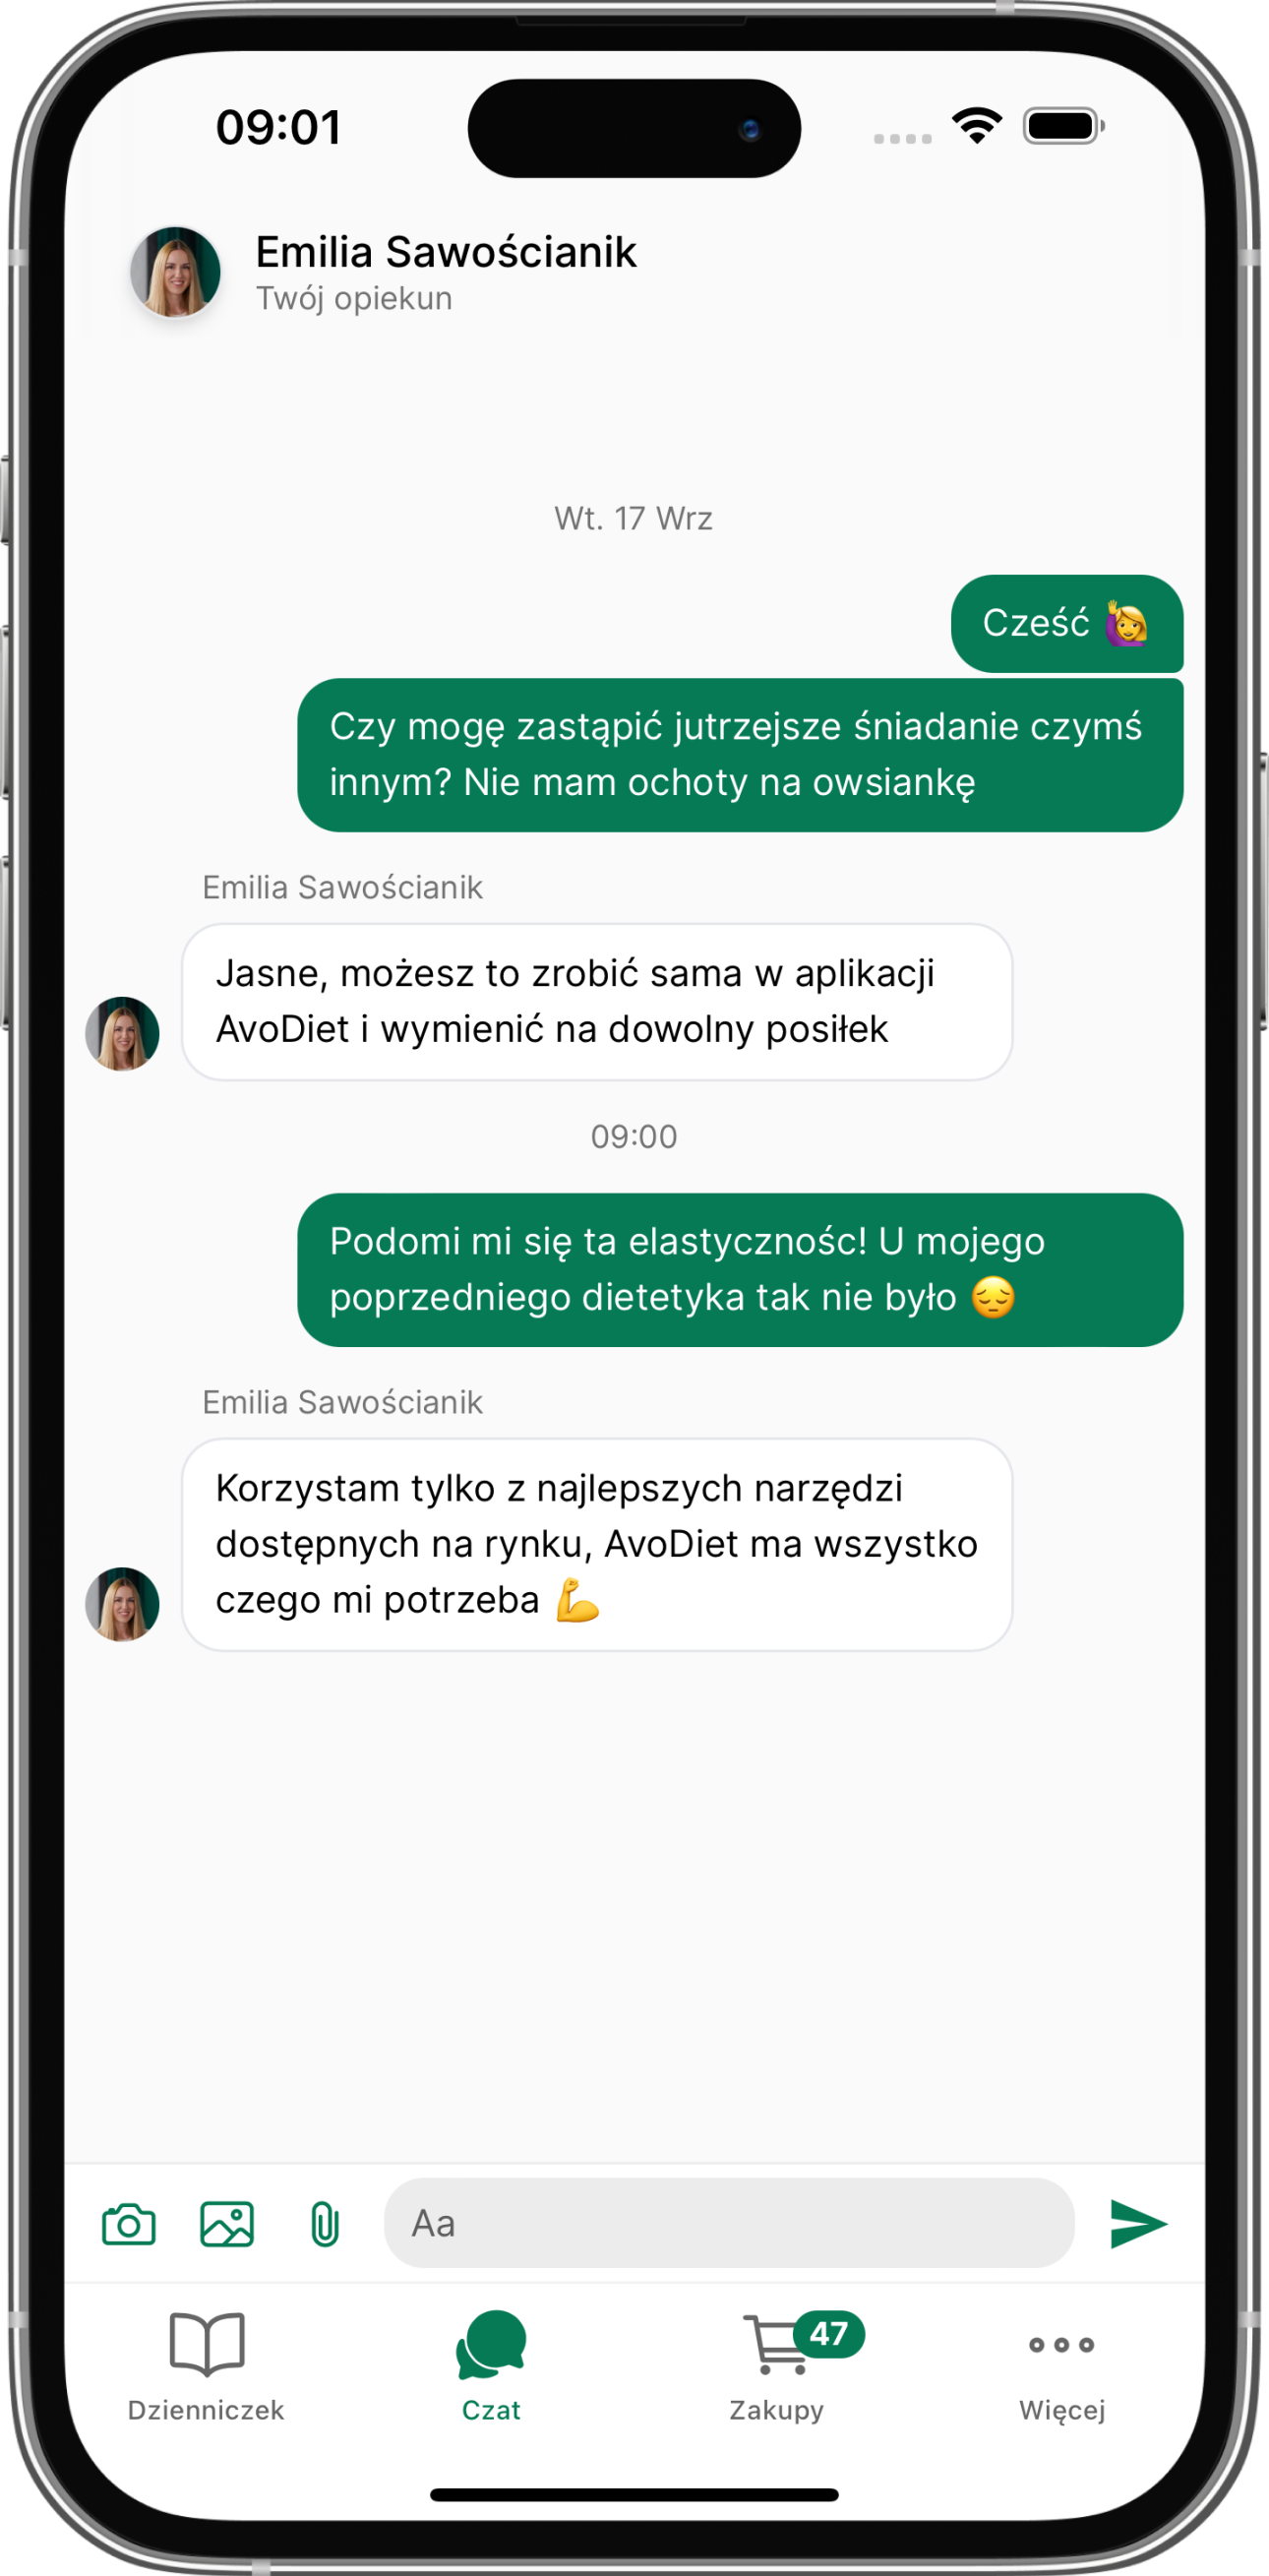 09:01
Emilia Sawościanik
Twój opiekun
Wt. 17 Wrz
Cześć 🙋‍♀️
Czy mogę zastąpić jutrzejsze śniadanie czymś
innym? Nie mam ochoty na owsiankę
Emilia Sawościanik
Jasne, możesz to zrobić sama w aplikacji
AvoDiet i wymienić na dowolny posiłek
09:00
Podomi mi się ta elastycznośc! U mojego
poprzedniego dietetyka tak nie było 😔
Emilia Sawościanik
Korzystam tylko z najlepszych narzędzi
dostępnych na rynku, AvoDiet ma wszystko
czego mi potrzeba 💪
Aa
47
Dzienniczek
Czat
Zakupy
Więcej